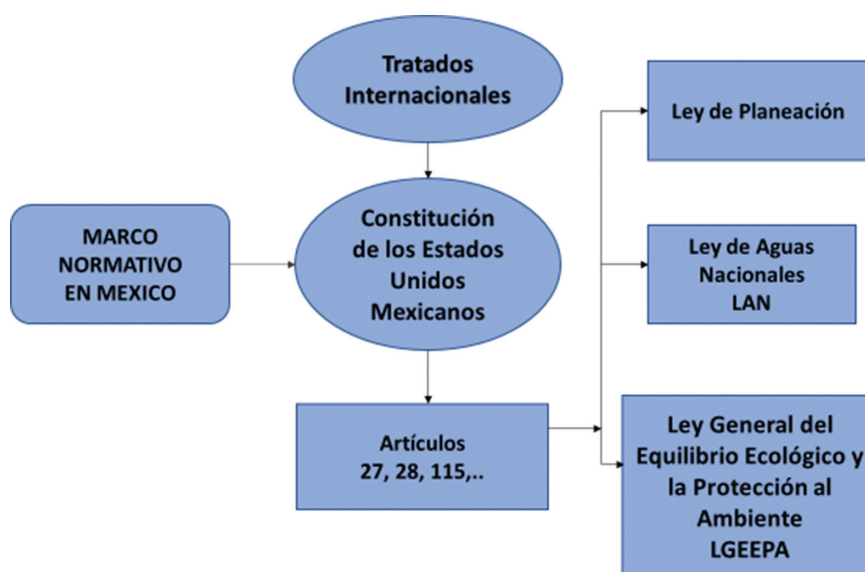 Tratados
Internacionales
MARCO
NORMATIVO
EN MEXICO
Constitución
de los Estados
Unidos
Mexicanos
Artículos
27, 28, 115,..
Ley de Planeación
Ley de Aguas
Nacionales
LAN
Ley General del
Equilibrio Ecológico y
la Protección al
Ambiente
LGEEPA